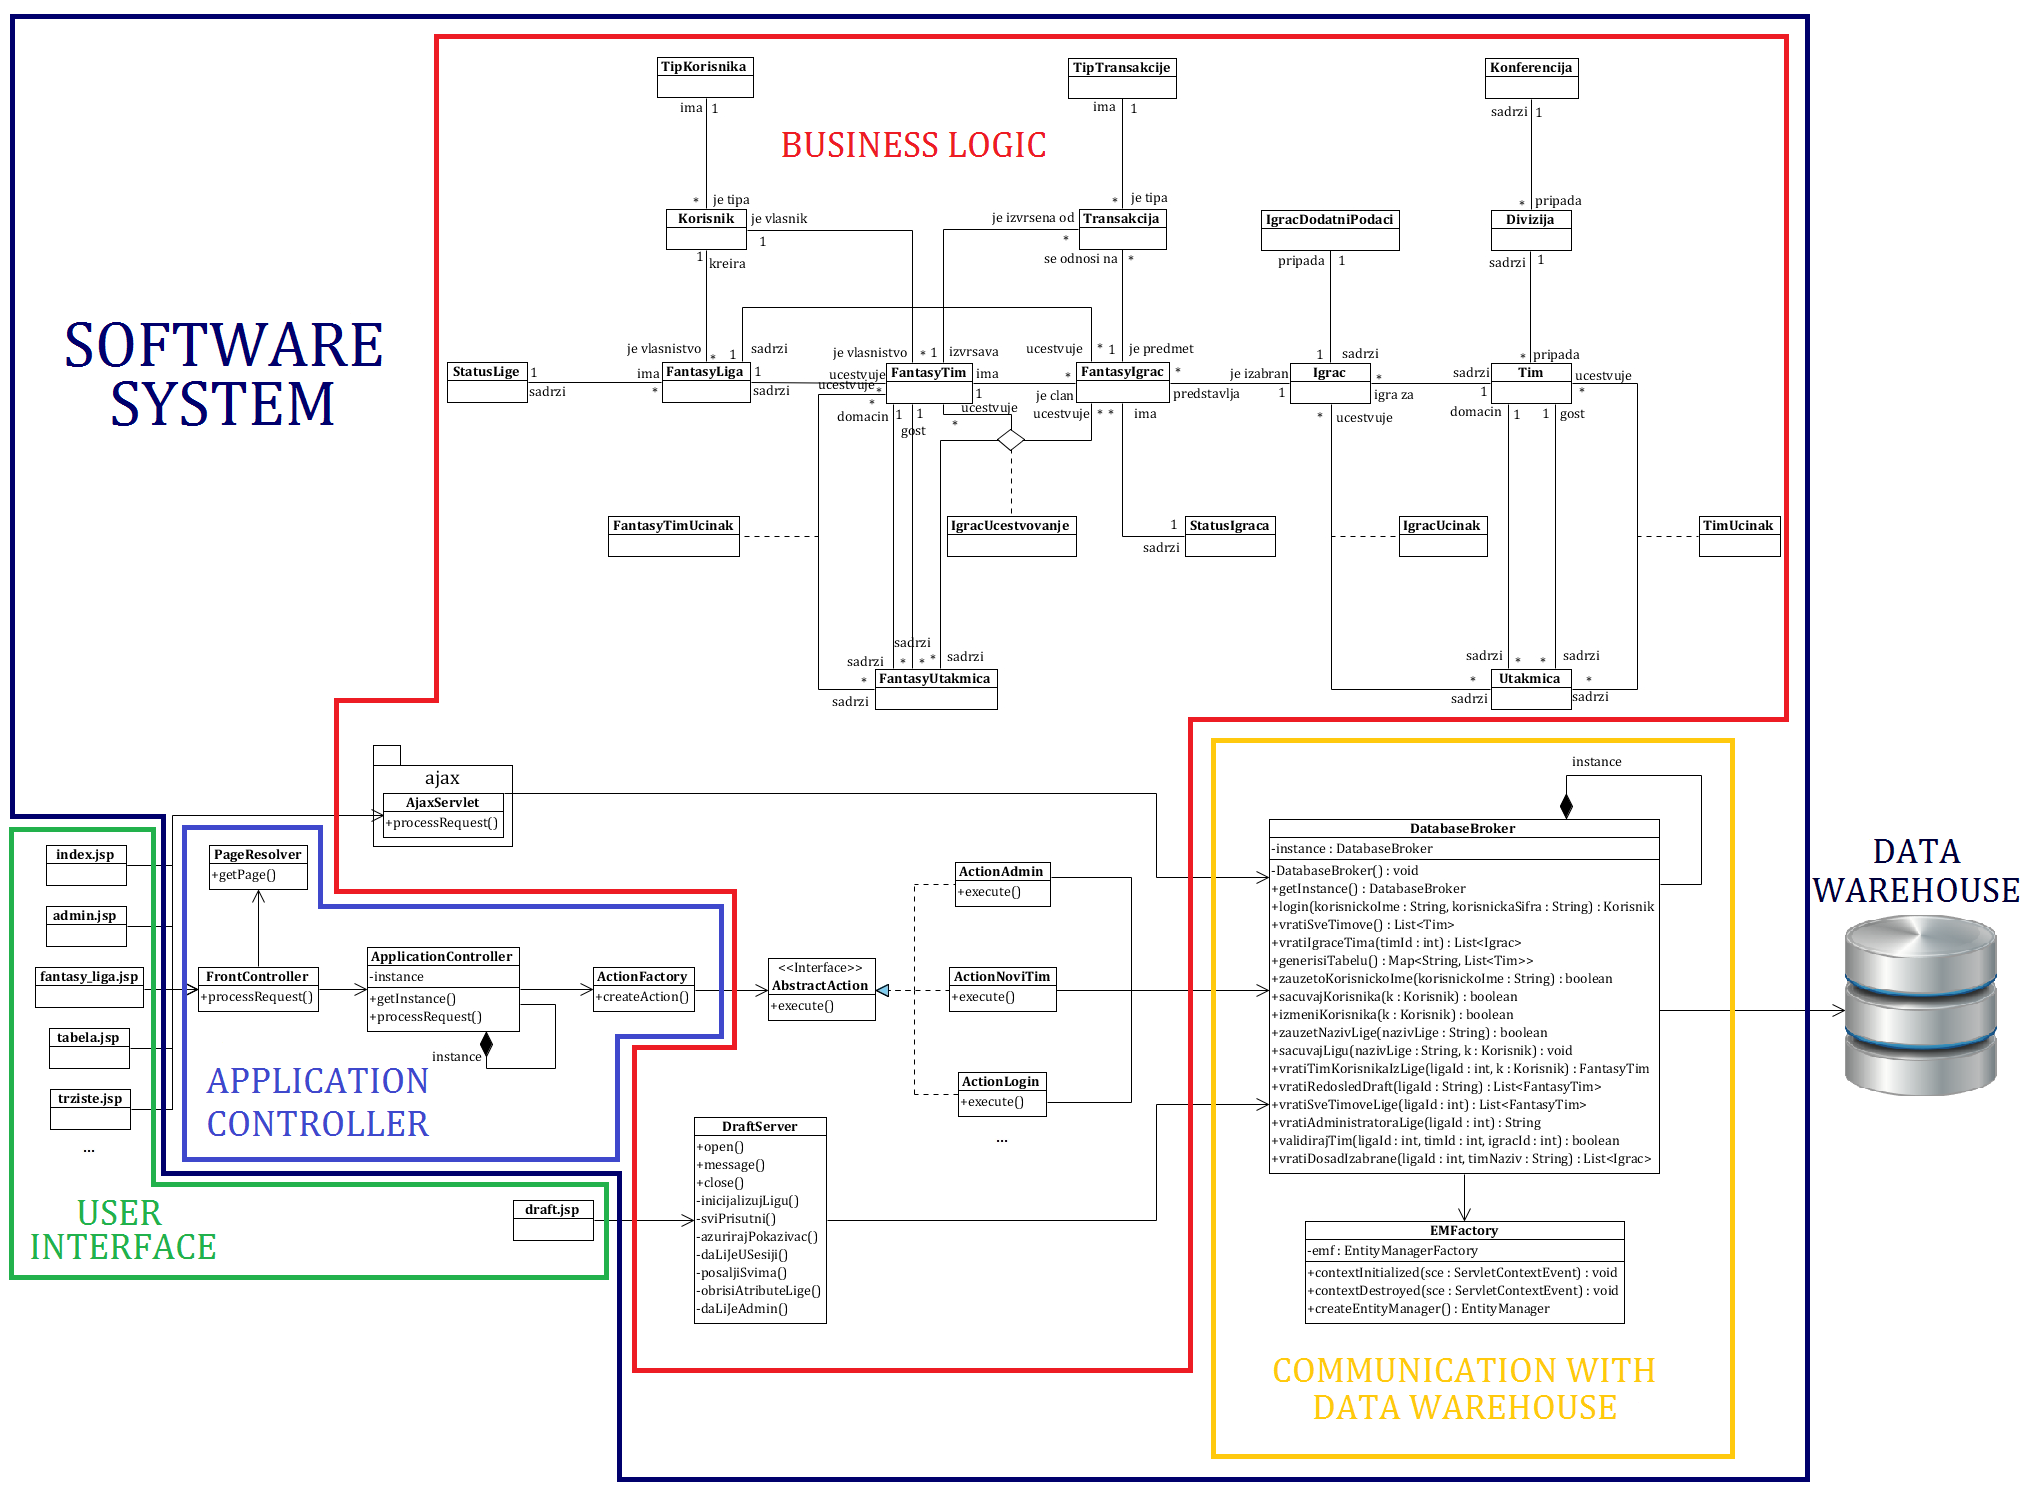 SOFTWARE
SYSTEM
BUSINESS LOGIC
TipKorisnika
ima 1
* je tipa
Korisnik
je vlasnik
1
1
kreira
TipTransakcije
ima 1
* je tipa
je izvrsena od
*
Transakcija
se odnosi na *
Konferencija
sadrzi 1
* pripada
Divizija
sadrzi 1
IgracDodatniPodaci
pripada 1
je vlasnistvo *
1 sadrzi
je vlasnistvo * 1 izvrsava
ucestvuje * 1 je predmet
1 sadrzi
* pripada
StatusLige
1
sadrzi
ima
*
FantasyLiga
1
sadrzi
ucestvuje
ucestvuje *
*
FantasyTim
ima
1
*
je clan
FantasyIgrac
*
predstavlja
je izabran
1
Igrac
*
igra za
sadrzi
1
Tim
ucestvuje
*
domacin 1 1
gost
ucestvuje
*
ucestvuje * * ima
* ucestvuje
domacin 1 1 gost
FantasyTimUcinak
IgracUcestvovanje
1
sadrzi
StatusIgraca
IgracUcinak
TimUcinak
sadrzi
sadrzi * * * sadrzi
*
sadrzi
FantasyUtakmica
sadrzi * * sadrzi
*
sadrzi
Utakmica
*
sadrzi
ajax
AjaxServlet
+processRequest()
index.jsp
admin.jsp
fantasy_liga.jsp
tabela.jsp
trziste.jsp
...
USER
INTERFACE
draft.jsp
PageResolver
+getPage()
FrontController
+processRequest()
ApplicationController
-instance
+getInstance()
+processRequest()
instance
ActionFactory
+createAction()
APPLICATION
CONTROLLER
<<Interface>>
AbstractAction
+execute()
ActionAdmin
+execute()
ActionNoviTim
+execute()
ActionLogin
+execute()
...
DraftServer
+open()
+message()
+close()
-inicijalizujLigu()
-sviPrisutni()
-azurirajPokazivac()
-daLiJeUSesiji()
-posaljiSvima()
-obrisiAtributeLige()
-daLiJeAdmin()
instance
DatabaseBroker
-instance : DatabaseBroker
-DatabaseBroker() : void
+getInstance() : DatabaseBroker
+login(korisnickoIme : String, korisnickaSifra : String) : Korisnik
+vratiSveTimove() : List<Tim>
+vratiIgraceTima(timId : int) : List<Igrac>
+generisiTabelu() : Map<String, List<Tim>>
+zauzetoKorisnickoIme(korisnickoIme : String) : boolean
+sacuvajKorisnika(k : Korisnik) : boolean
+izmeniKorisnika(k : Korisnik) : boolean
+zauzetNazivLige(nazivLige : String) : boolean
+sacuvajLigu(nazivLige : String, k : Korisnik) : void
+vratiTimKorisnikaIzLige(ligaId : int, k : Korisnik) : FantasyTim
+vratiRedosledDraft(ligaId : String) : List<FantasyTim>
+vratiSveTimoveLige(ligaId : int) : List<FantasyTim>
+vratiAdministratoraLige(ligaId : int) : String
+validirajTim(ligaId : int, timId : int, igracId : int) : boolean
+vratiDosadIzabrane(ligaId : int, timNaziv : String) : List<Igrac>
EMFactory
-emf : EntityManagerFactory
+contextInitialized(sce : ServletContextEvent) : void
+contextDestroyed(sce : ServletContextEvent) : void
+createEntityManager() : EntityManager
COMMUNICATION WITH
DATA WAREHOUSE
DATA
WAREHOUSE